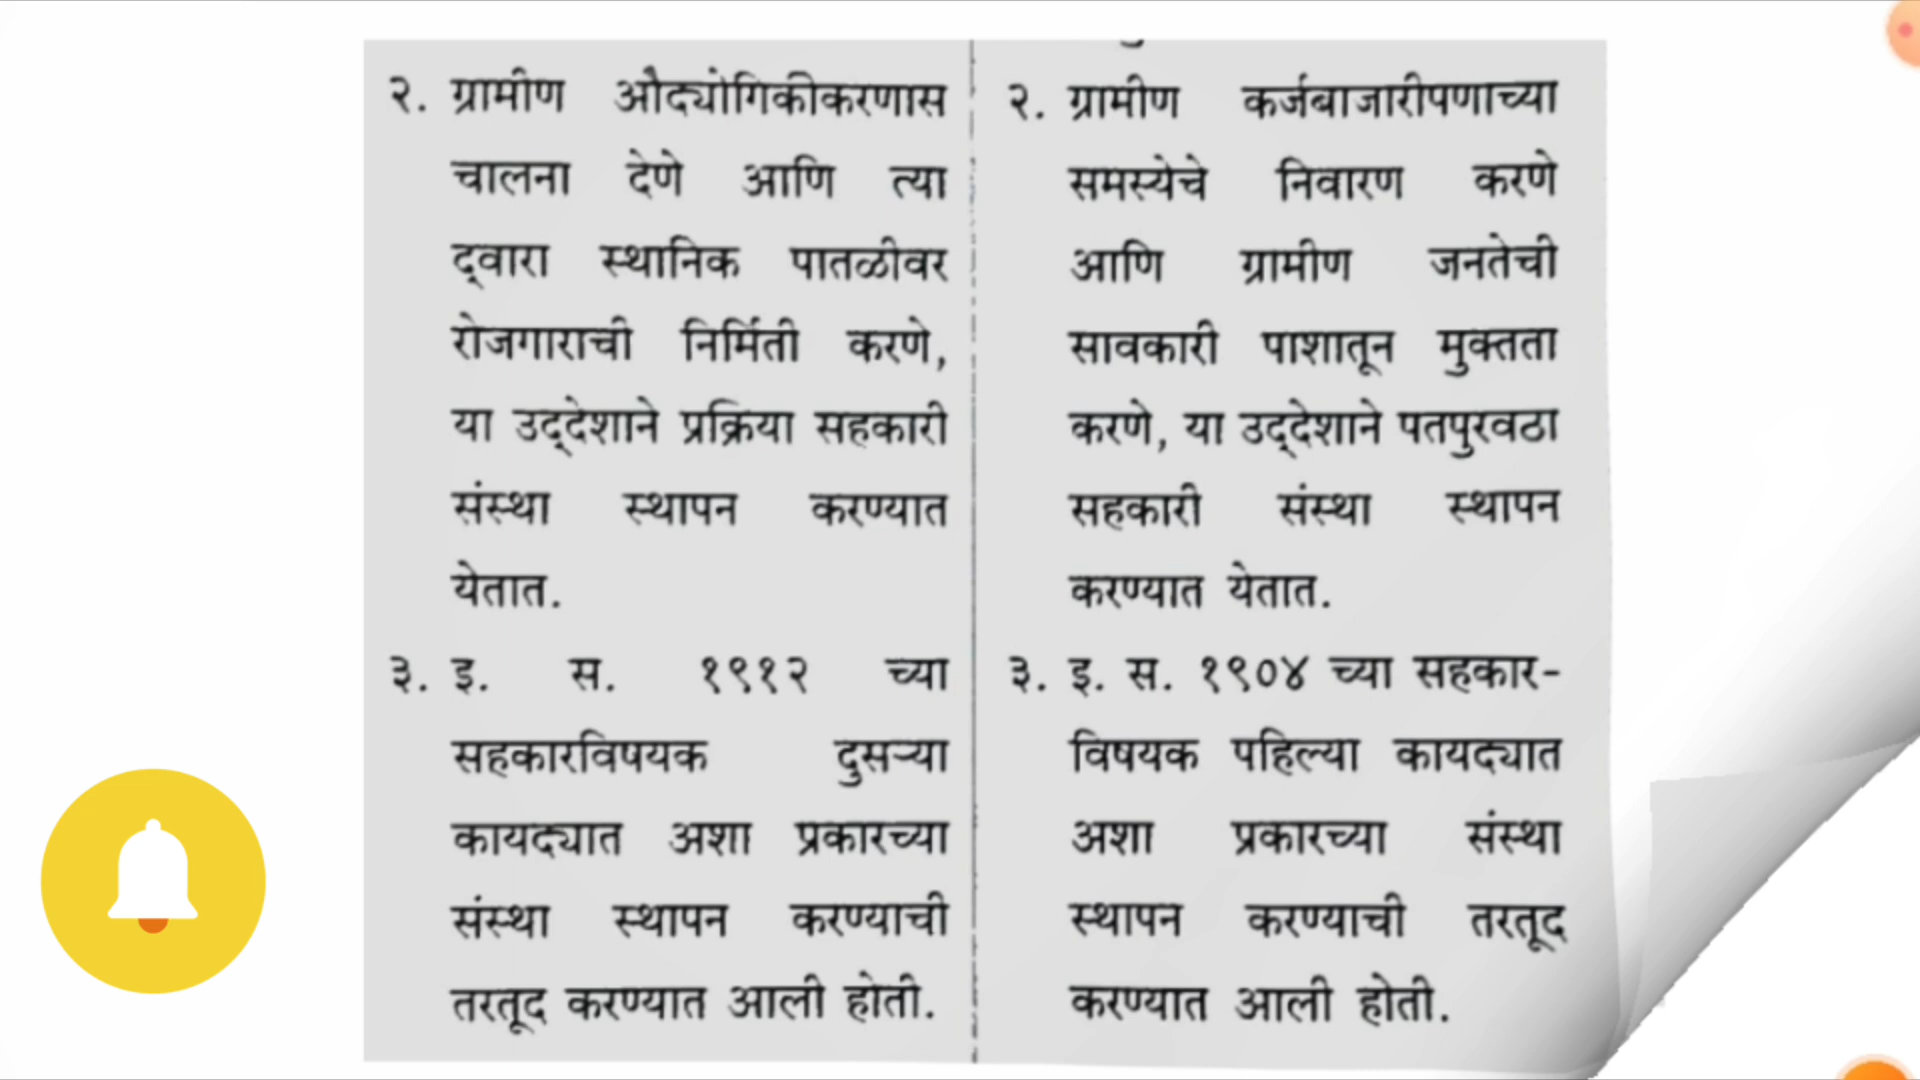 २. ग्रामीण औद्योगिकीकरणास
चालना देणे आणि त्या
द्वारा स्थानिक पातळीवर
रोजगाराची निर्मिती करणे,
या उद्देशाने प्रक्रिया सहकारी
संस्था स्थापन करण्यात
येतात.
३. इ. स. १९१२ च्या
सहकारविषयक दुसऱ्या
कायद्यात अशा प्रकारच्या
संस्था स्थापन करण्याची
तरतूद करण्यात आली होती.
२. ग्रामीण कर्जबाजारीपणाच्या
समस्येचे निवारण करणे
आणि ग्रामीण जनतेची
सावकारी पाशातून मुक्तता
करणे, या उद्देशाने पतपुरवठा
सहकारी संस्था स्थापन
करण्यात येतात.
३. इ. स. १९०४ च्या सहकार-
विषयक पहिल्या कायद्यात
अशा प्रकारच्या संस्था
स्थापन करण्याची तरतूद
करण्यात आली होती.